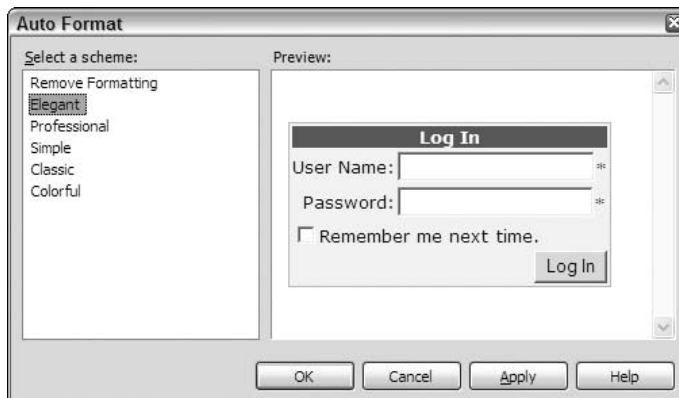 Auto Format
Select a scheme:
Remove Formatting
Elegant
Professional
Simple
Classic
Colorful
Preview:
Log In
User Name: *
Password: *
Remember me next time.
Log In
OK Cancel Apply Help